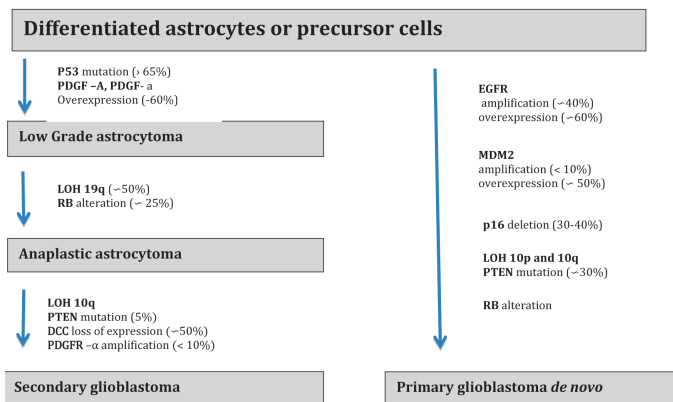 Differentiated astrocytes or precursor cells
P53 mutation (› 65%)
PDGF –A, PDGF- a
Overexpression (-60%)
Low Grade astrocytoma
LOH 19q (∽50%)
RB alteration (∽ 25%)
Anaplastic astrocytoma
LOH 10q
PTEN mutation (5%)
DCC loss of expression (∽50%)
PDGFR –α amplification (< 10%)
Secondary glioblastoma
EGFR
amplification (∽40%)
overexpression (∽60%)
MDM2
amplification (< 10%)
overexpression (∽ 50%)
p16 deletion (30-40%)
LOH 10p and 10q
PTEN mutation (∽30%)
RB alteration
Primary glioblastoma de novo